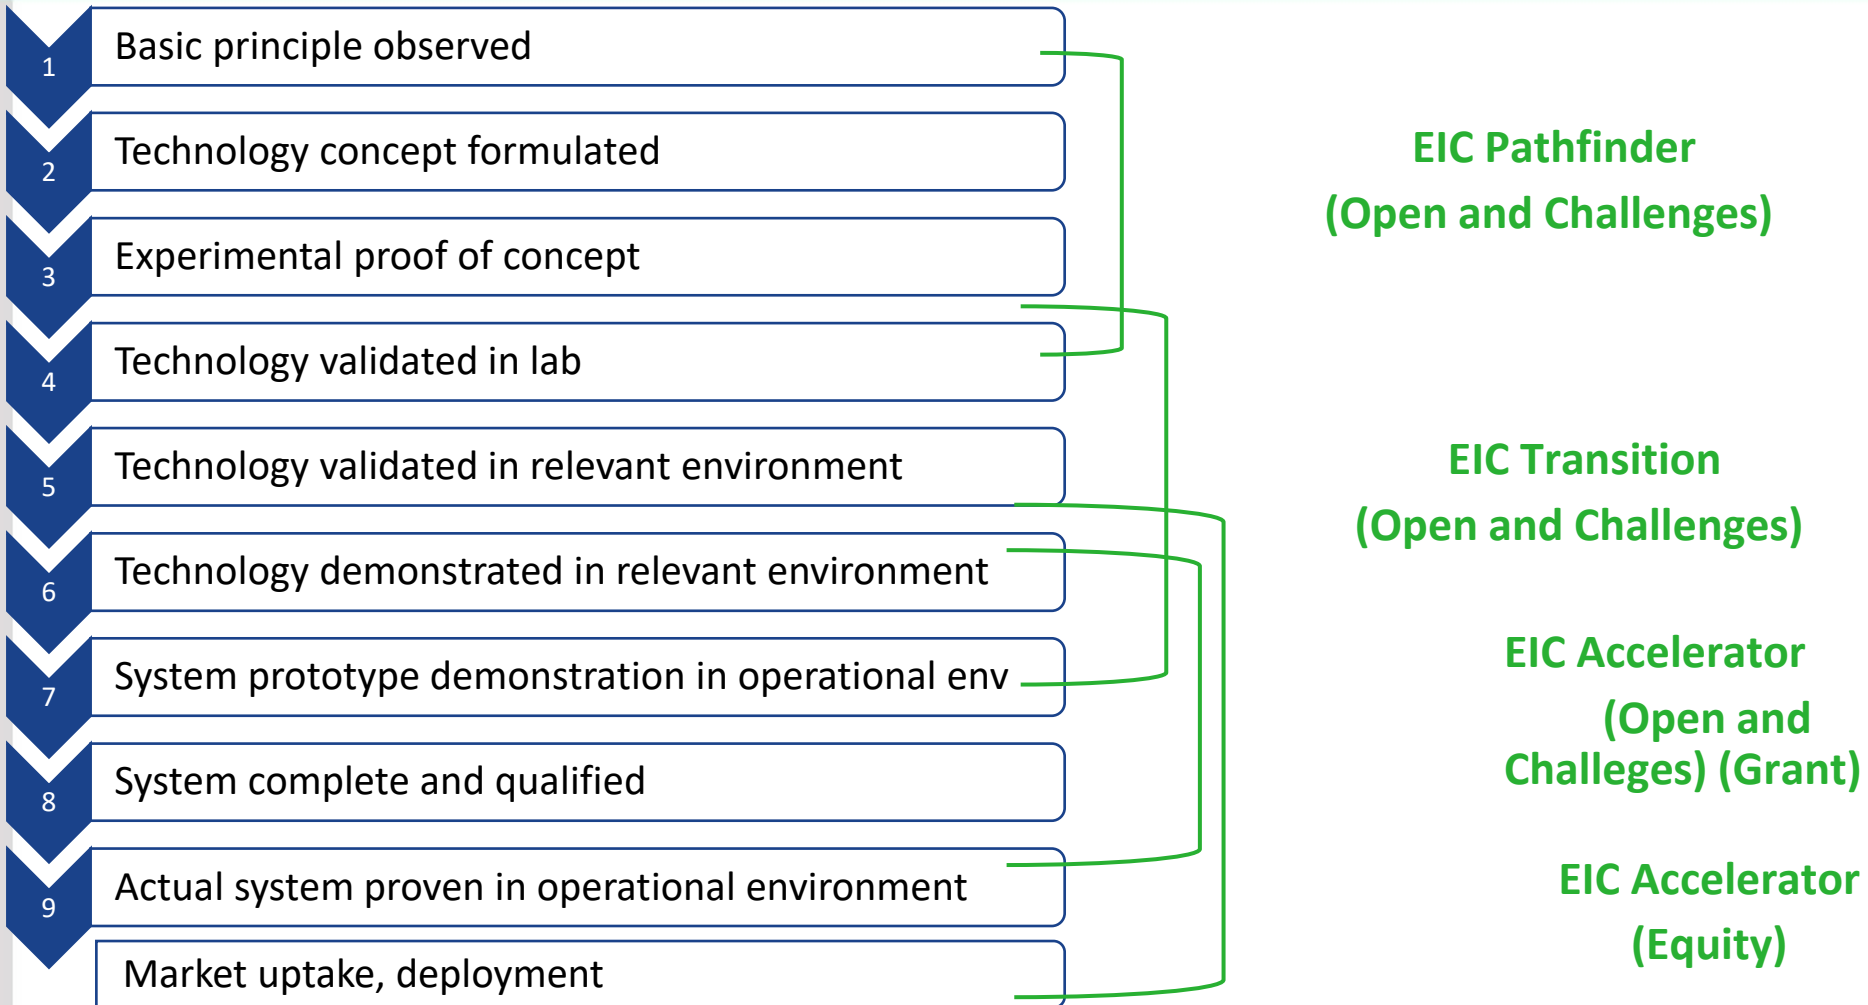 1
Basic principle observed
2
Technology concept formulated
3
Experimental proof of concept
4
Technology validated in lab
5
Technology validated in relevant environment
6
Technology demonstrated in relevant environment
7
System prototype demonstration in operational env
8
System complete and qualified
9
Actual system proven in operational environment
Market uptake, deployment
EIC Pathfinder
(Open and Challenges)
EIC Transition
(Open and Challenges)
EIC Accelerator
(Open and
Challeges) (Grant)
EIC Accelerator
(Equity)